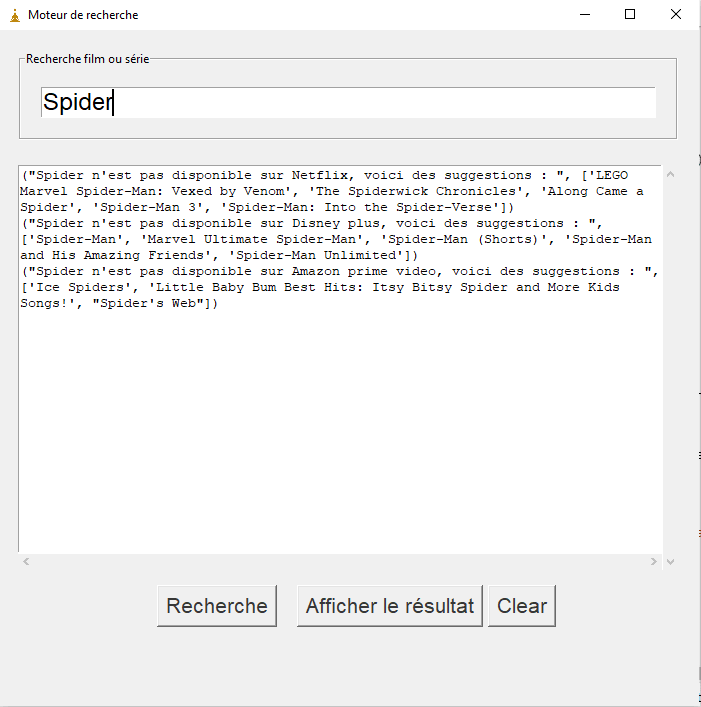 Moteur de recherche
Recherche film ou série
Spider
("Spider n'est pas disponible sur Netflix, voici des suggestions : ", ['LEGO
Marvel Spider-Man: Vexed by Venom', 'The Spiderwick Chronicles', 'Along Came a
Spider', 'Spider-Man 3', 'Spider-Man: Into the Spider-Verse'])
("Spider n'est pas disponible sur Disney plus, voici des suggestions : ",
['Spider-Man', 'Marvel Ultimate Spider-Man', 'Spider-Man (Shorts)', 'Spider-Man
and His Amazing Friends', 'Spider-Man Unlimited'])
("Spider n'est pas disponible sur Amazon prime video, voici des suggestions : ",
['Ice Spiders', 'Little Baby Bum Best Hits: Itsy Bitsy Spider and More Kids
Songs!', "Spider's Web"])
Recherche Afficher le résultat Clear